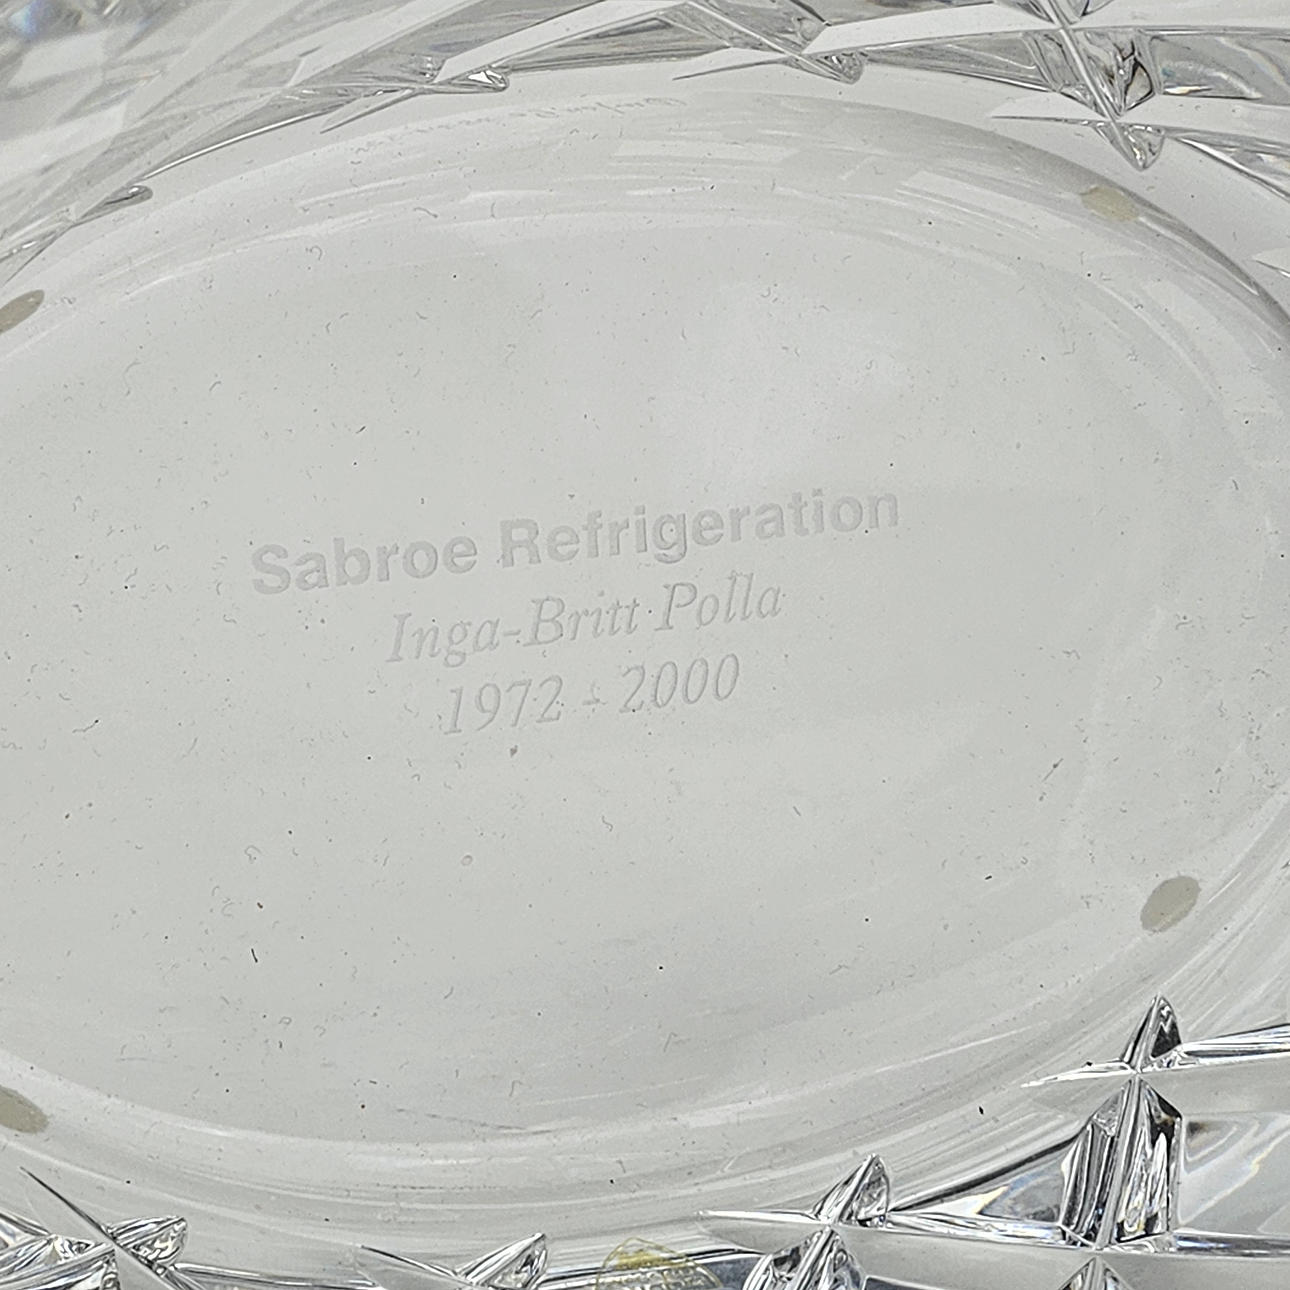 Sabroe Refrigeration
Inga-Britt Polla
1972 - 2000